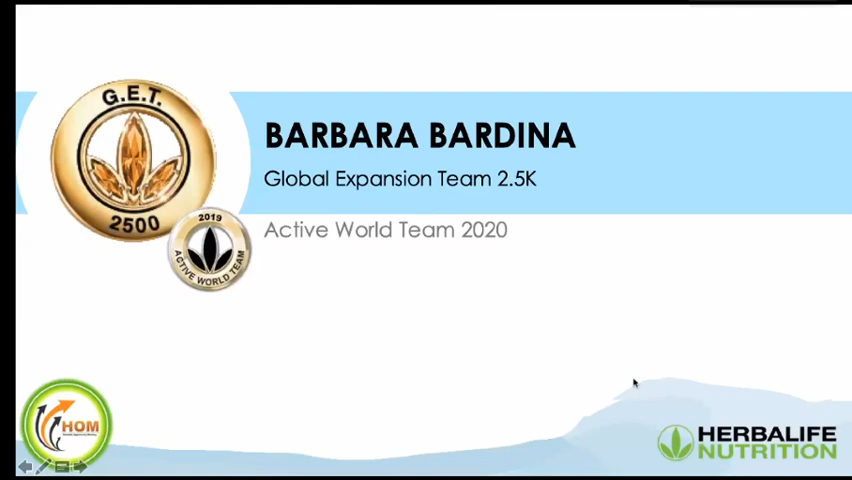 G.E.T.
2500
BARBARA BARDINA
Global Expansion Team 2.5K
2019
ACTIVE WORLD TEAM
Active World Team 2020
HOM
HERBALIFE
NUTRITION